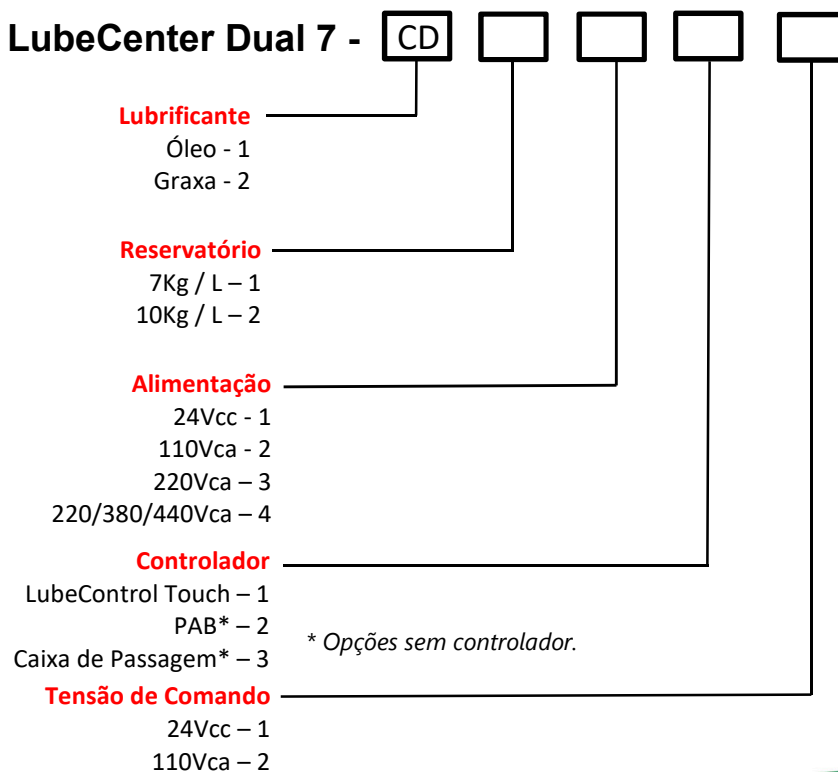 LubeCenter Dual 7 - CD
Lubrificante
Óleo - 1
Graxa - 2
Reservatório
7Kg / L – 1
10Kg / L – 2
Alimentação
24Vcc - 1
110Vca - 2
220Vca – 3
220/380/440Vca – 4
Controlador
LubeControl Touch – 1
PAB* – 2
* Opções sem controlador.
Caixa de Passagem* – 3
Tensão de Comando
24Vcc – 1
110Vca – 2